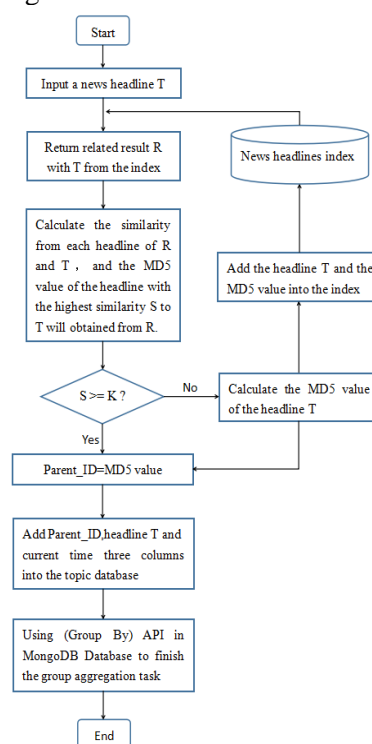 Start
Input a news headline T
Return related result R
with T from the index
News headlines index
Calculate the similarity
from each headline of R
and T , and the MD5
value of the headline with
the highest similarity S to
T will obtained from R.
Add the headline T and the
MD5 value into the index
S>= K ?
No
Calculate the MD5 value
of the headline T
Yes
Parent_ID=MD5 value
Add Parent_ID,headline T and
current time three columns
into the topic database
Using (Group By) API in
MongoDB Database to finish
the group aggregation task
End